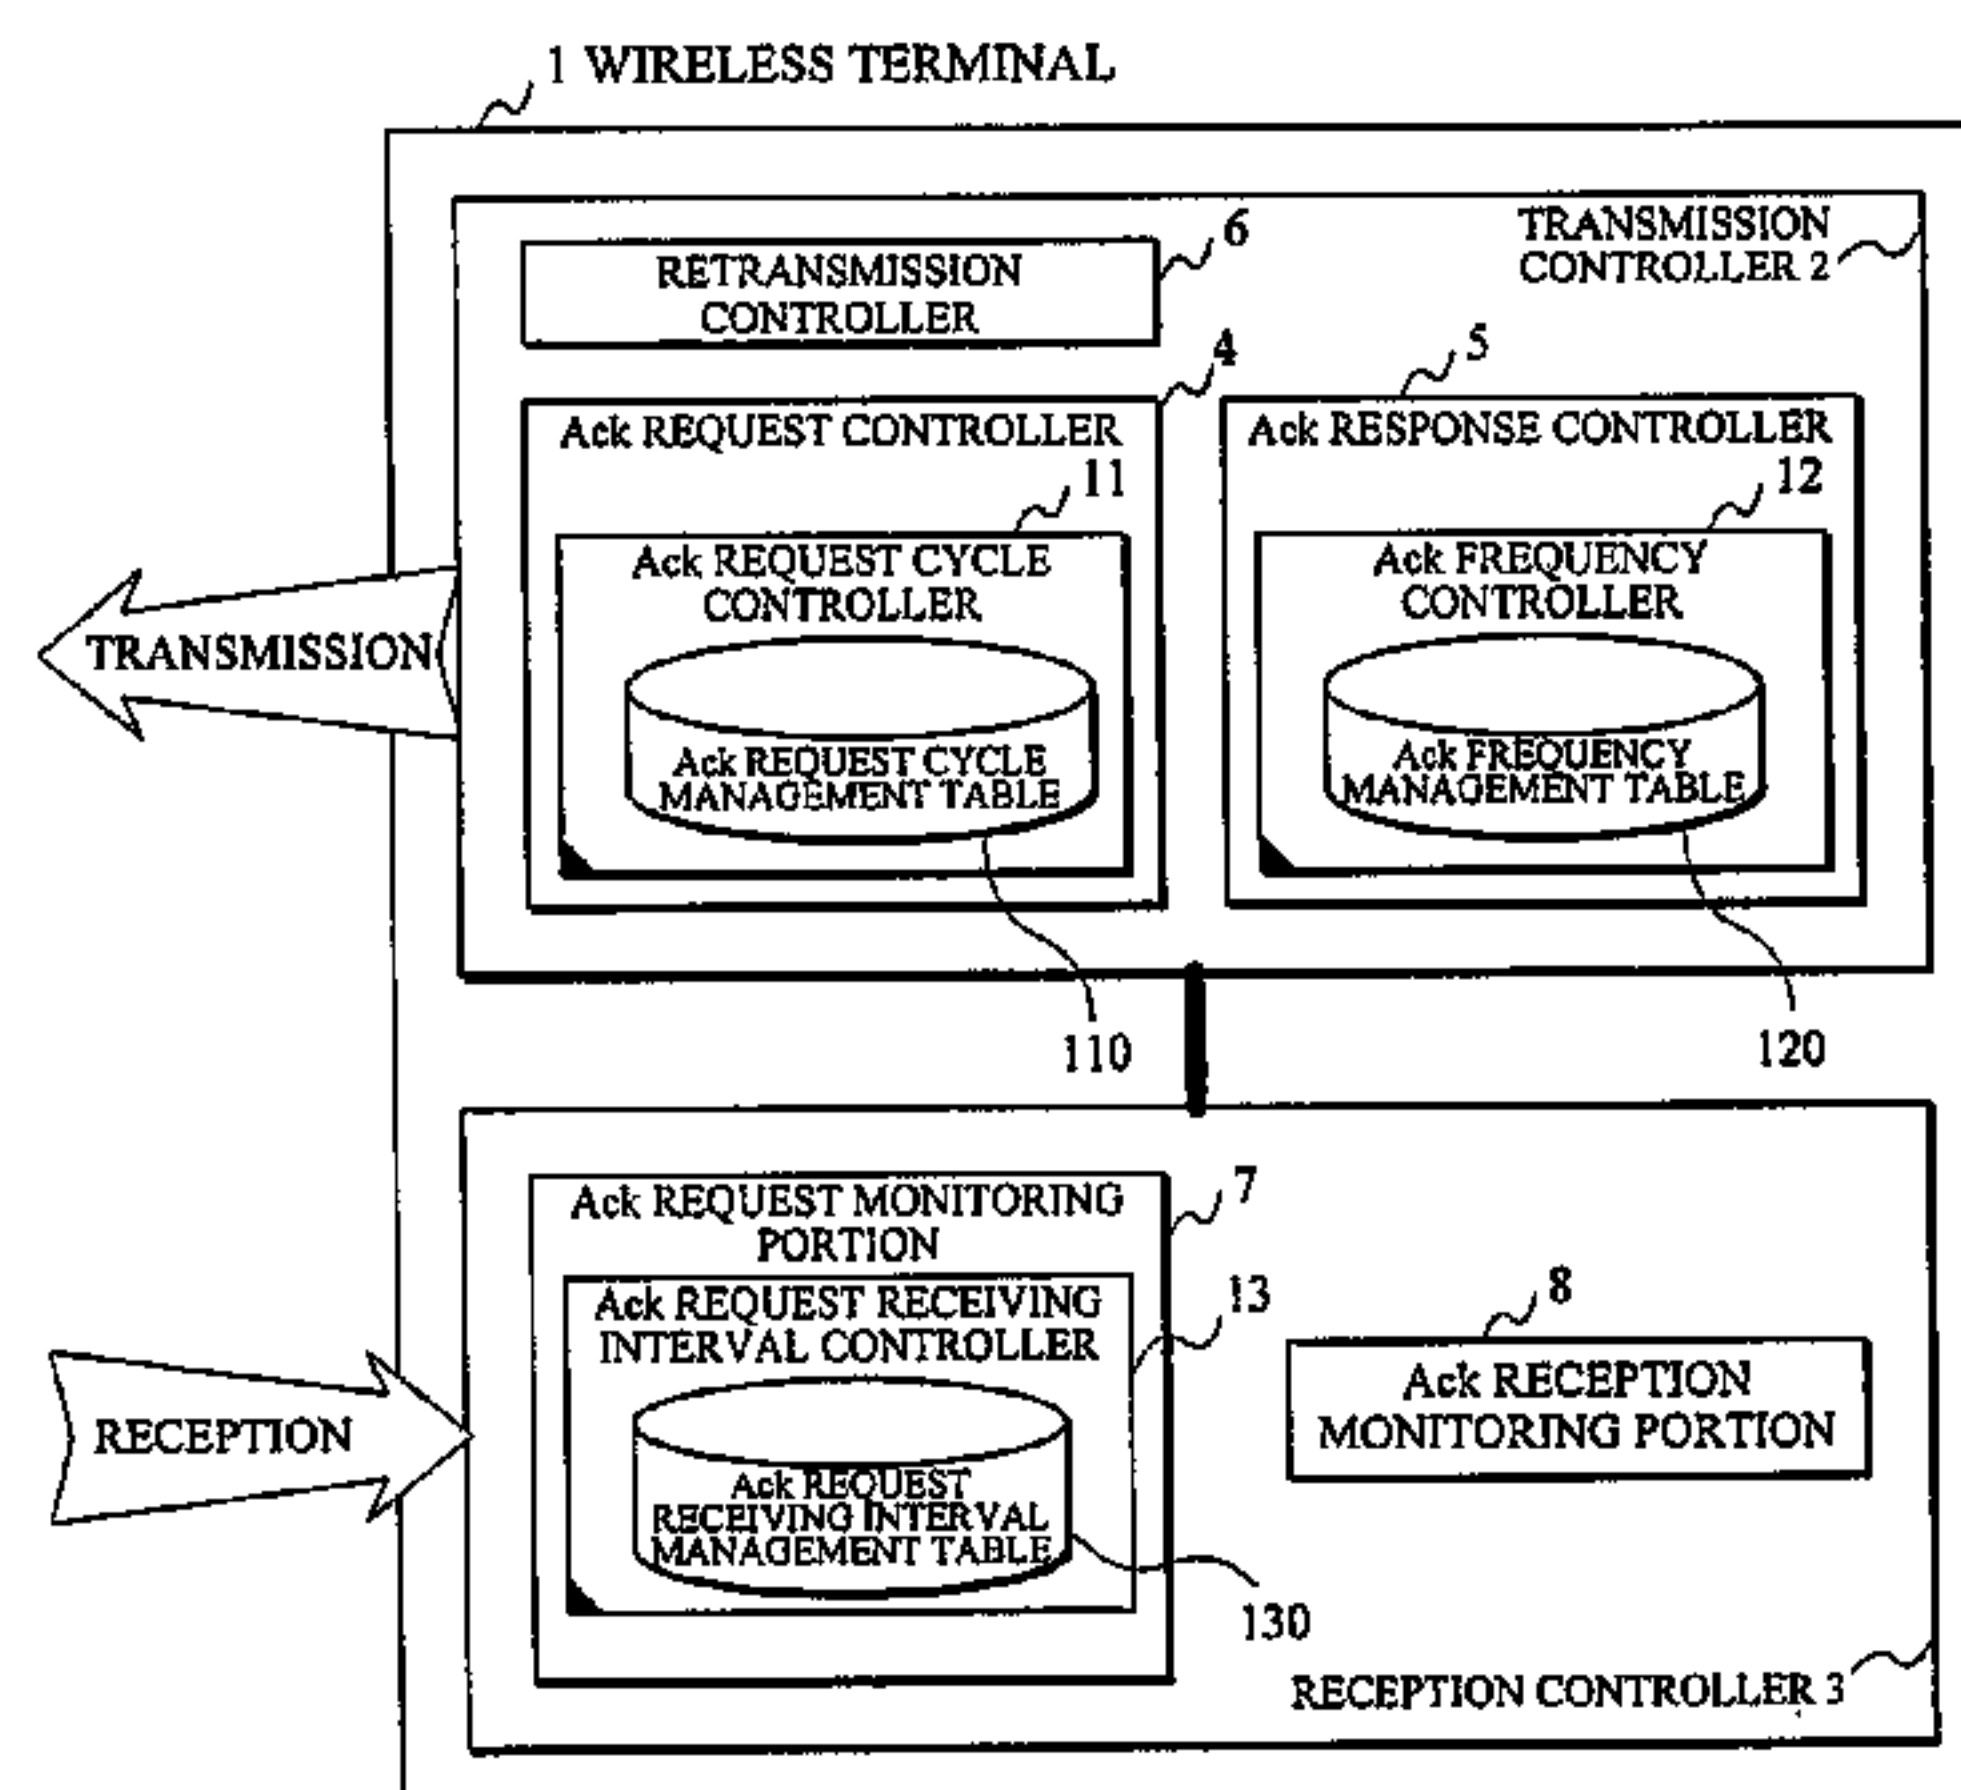 1 WIRELESS TERMINAL
TRANSMISSION
CONTROLLER 2
6
RETRANSMISSION
CONTROLLER
4
5
Ack REQUEST CONTROLLER
Ack RESPONSE CONTROLLER
11
12
Ack REQUEST CYCLE
CONTROLLER
Ack FREQUENCY
CONTROLLER
TRANSMISSION
Ack REQUEST CYCLE
MANAGEMENT TABLE
Ack FREQUENCY
MANAGEMENT TABLE
110
120
Ack REQUEST MONITORING
PORTION
7
Ack REQUEST RECEIVING
INTERVAL CONTROLLER
13
8
Ack RECEPTION
MONITORING PORTION
RECEPTION
Ack REQUEST
RECEIVING INTERVAL
MANAGEMENT TABLE
130
RECEPTION CONTROLLER 3